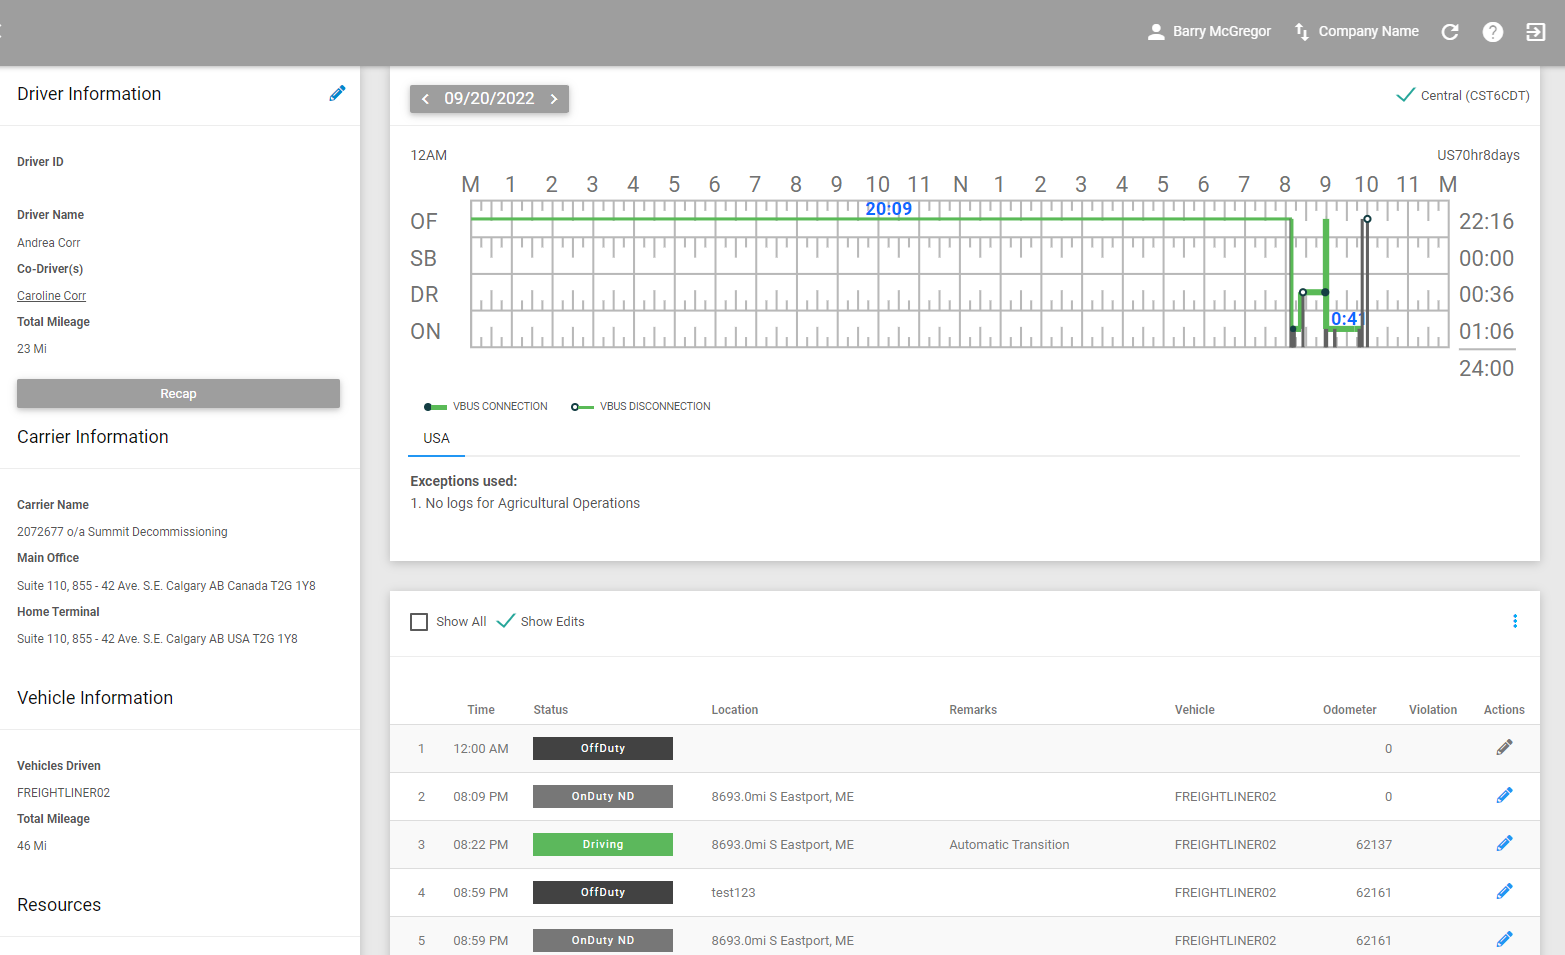 Barry McGregor Company Name
Driver Information
Driver ID
Driver Name
Andrea Corr
Co-Driver(s)
Caroline Corr
Total Mileage
23 Mi
Recap
Carrier Information
Carrier Name
2072677 o/a Summit Decommissioning
Main Office
Suite 110, 855 - 42 Ave. S.E. Calgary AB Canada T2G 1Y8
Home Terminal
Suite 110, 855 - 42 Ave. S.E. Calgary AB USA T2G 1Y8
Vehicle Information
Vehicles Driven
FREIGHTLINER02
Total Mileage
46 Mi
Resources
09/20/2022 Central (CST6CDT)
12AM US70hr8days
M 1 2 3 4 5 6 7 8 9 10 11 N 1 2 3 4 5 6 7 8 9 10 11 M
OF 20:09 22:16
SB 00:00
DR 00:36
ON 0:41 01:06
24:00
VBUS CONNECTION VBUS DISCONNECTION
USA
Exceptions used:
1. No logs for Agricultural Operations
Show All Show Edits
Time Status Location Remarks Vehicle Odometer Violation Actions
1 12:00 AM OffDuty 0
2 08:09 PM OnDuty ND 8693.0mi S Eastport, ME FREIGHTLINER02 0
3 08:22 PM Driving 8693.0mi S Eastport, ME Automatic Transition FREIGHTLINER02 62137
4 08:59 PM OffDuty test123 FREIGHTLINER02 62161
5 08:59 PM OnDuty ND 8693.0mi S Eastport, ME FREIGHTLINER02 62161